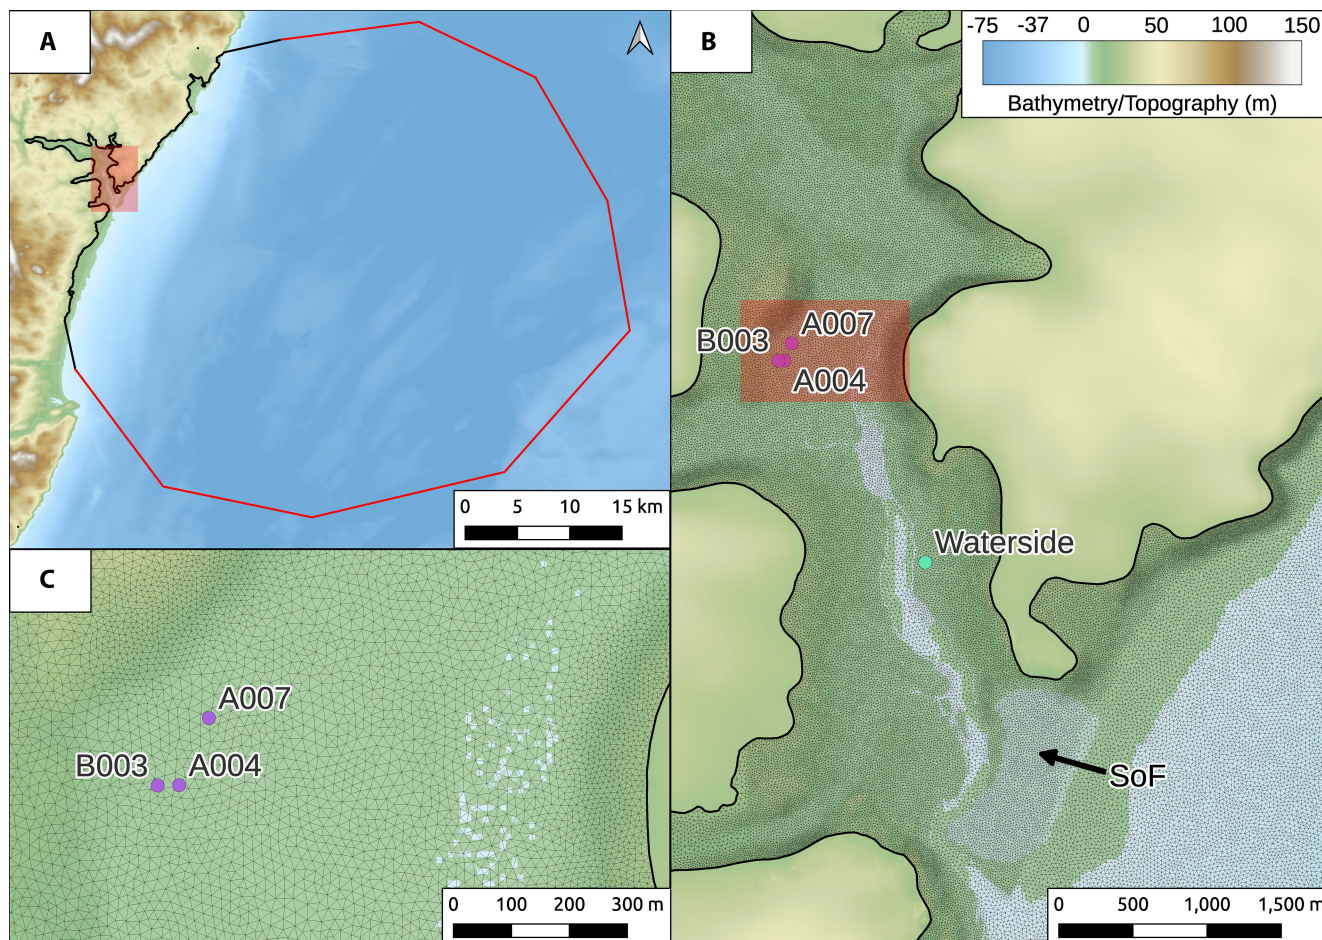 A
0 5 10 15 km
B
-75 -37 0 50 100 150
Bathymetry/Topography (m)
A007
B003
A004
Waterside
SoF
0 500 1,000 1,500 m
C
A007
B003 A004
0 100 200 300 m